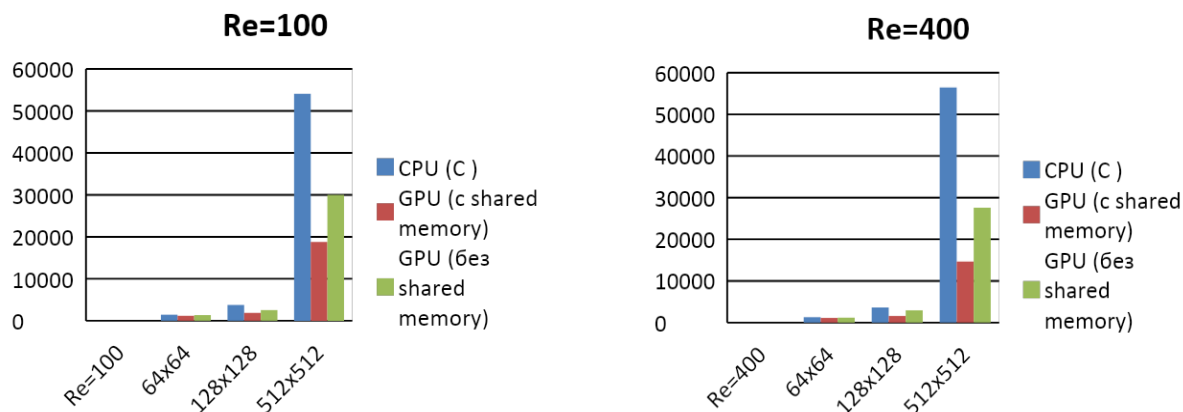 Re=100
60000
50000
40000
30000
20000
10000
0
Re=100
64x64
128x128
512x512
CPU (C )
GPU (с shared
memory)
GPU (без
shared
memory)
Re=400
60000
50000
40000
30000
20000
10000
0
Re=400
64x64
128x128
512x512
CPU (C )
GPU (с shared
memory)
GPU (без
shared
memory)